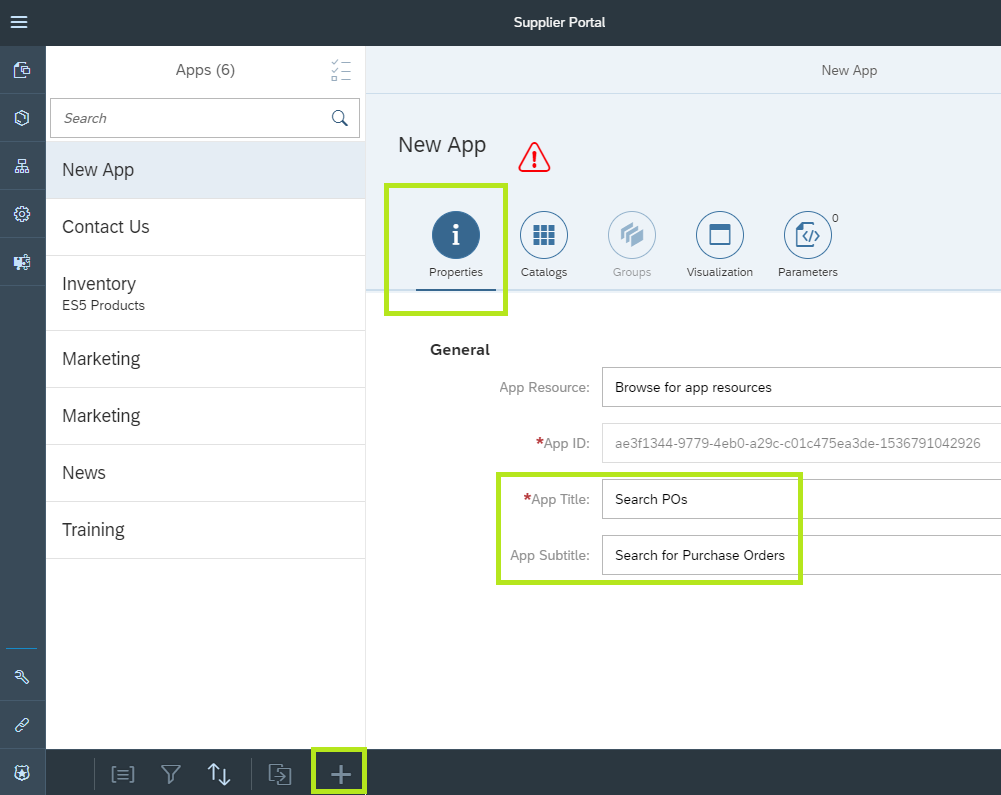 Supplier Portal
Apps (6)
New App
Search
New App
Contact Us
Inventory
ES5 Products
Marketing
Marketing
News
Training
New App
Properties
Catalogs
Groups
Visualization
0
Parameters
General
App Resource: Browse for app resources
*App ID: ae3f1344-9779-4eb0-a29c-c01c475ea3de-1536791042926
*App Title: Search POs
App Subtitle: Search for Purchase Orders